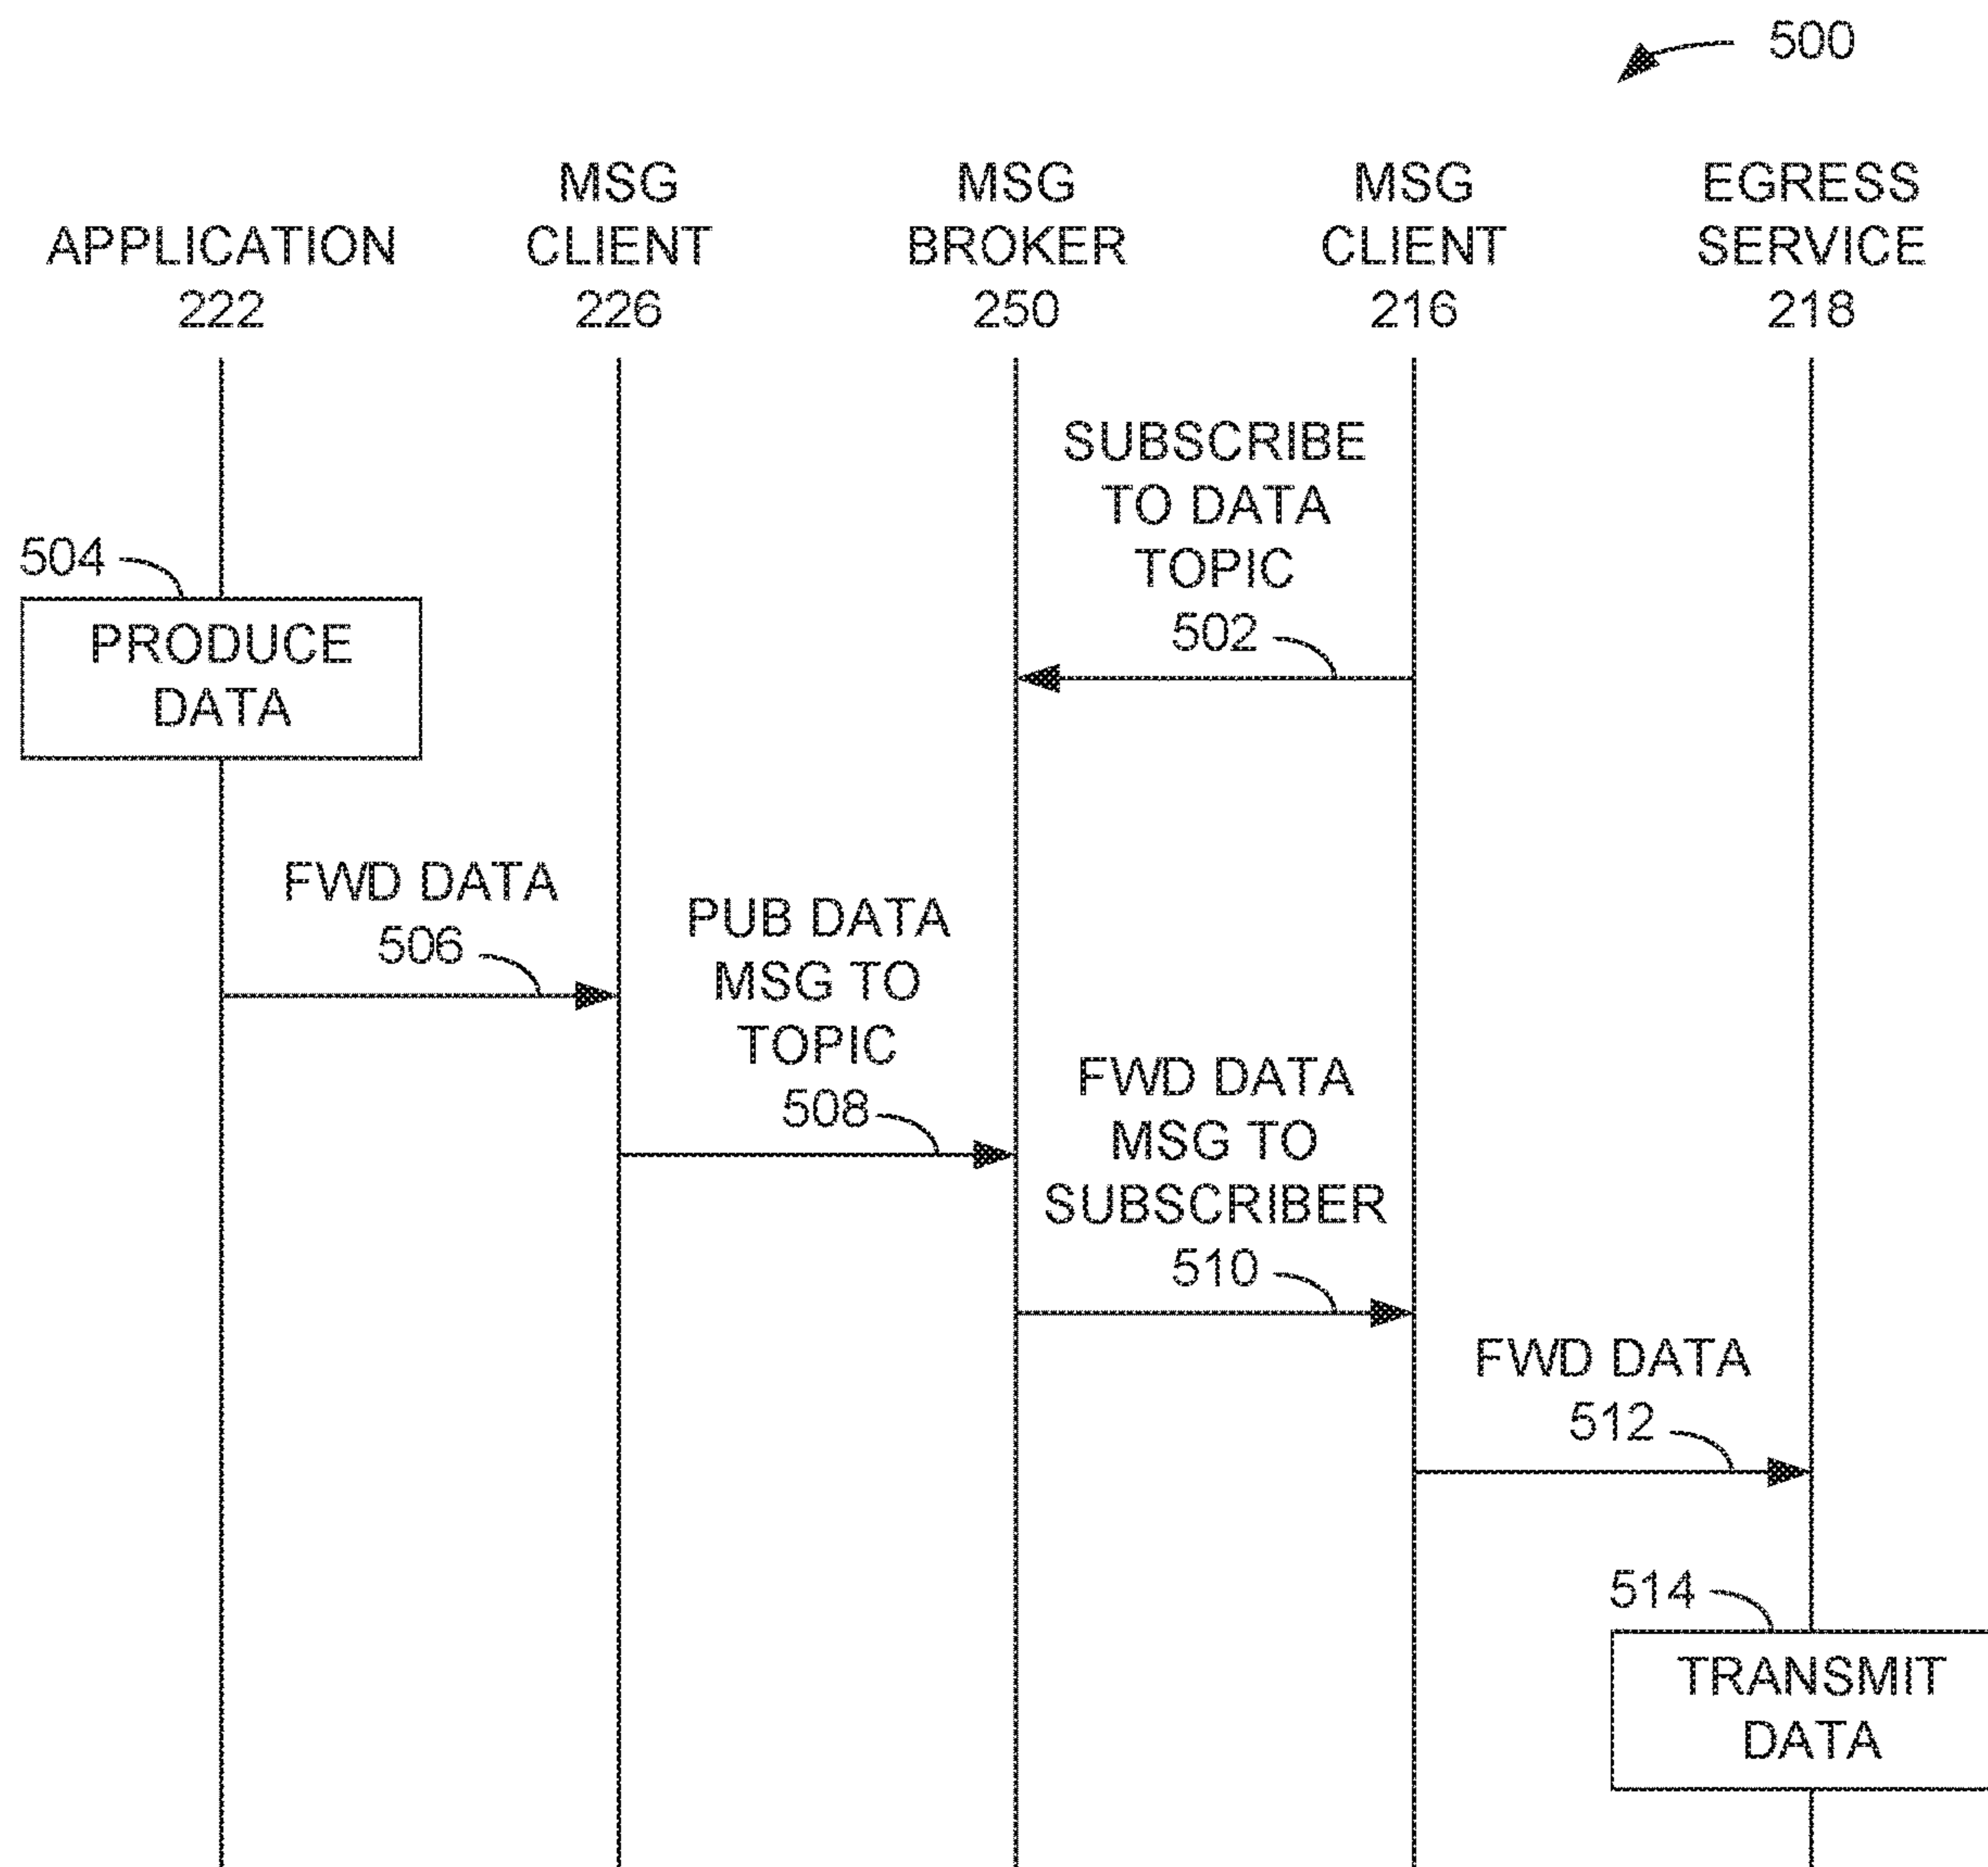 500
APPLICATION
222
MSG
CLIENT
226
MSG
BROKER
250
MSG
CLIENT
216
EGRESS
SERVICE
218
SUBSCRIBE
TO DATA
TOPIC
502
504
PRODUCE
DATA
FWD DATA
506
PUB DATA
MSG TO
TOPIC
508
FWD DATA
MSG TO
SUBSCRIBER
510
FWD DATA
512
514
TRANSMIT
DATA